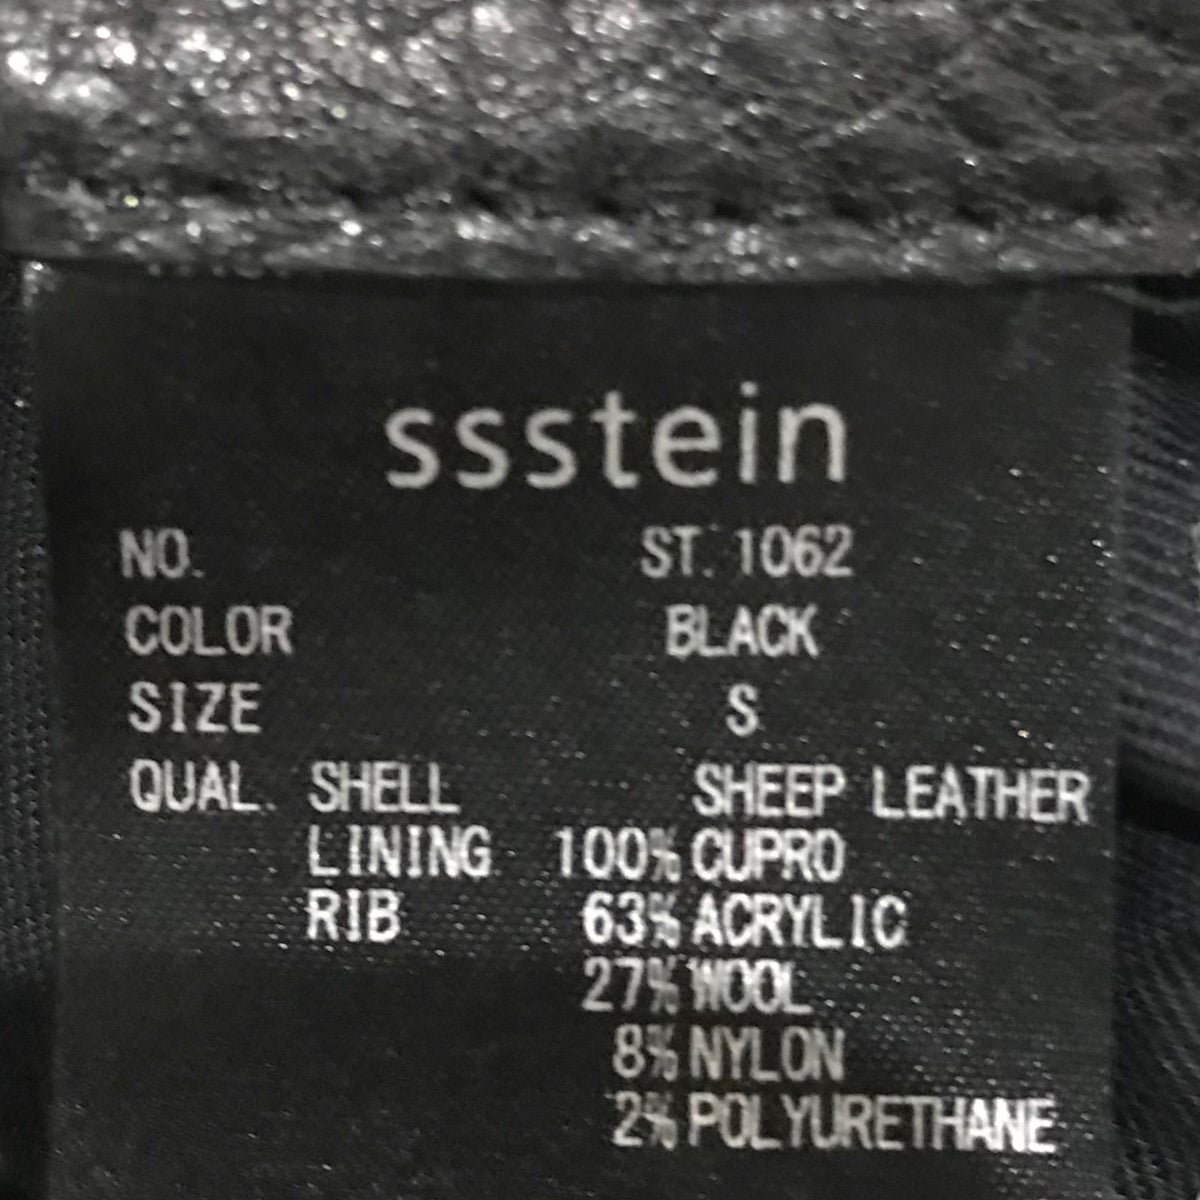 ssstein
NO. ST. 1062
COLOR BLACK
SIZE S
QUAL. SHELL SHEEP LEATHER
LINING 100% CUPRO
RIB 63% ACRYLIC
27% WOOL
8% NYLON
2% POLYURETHANE